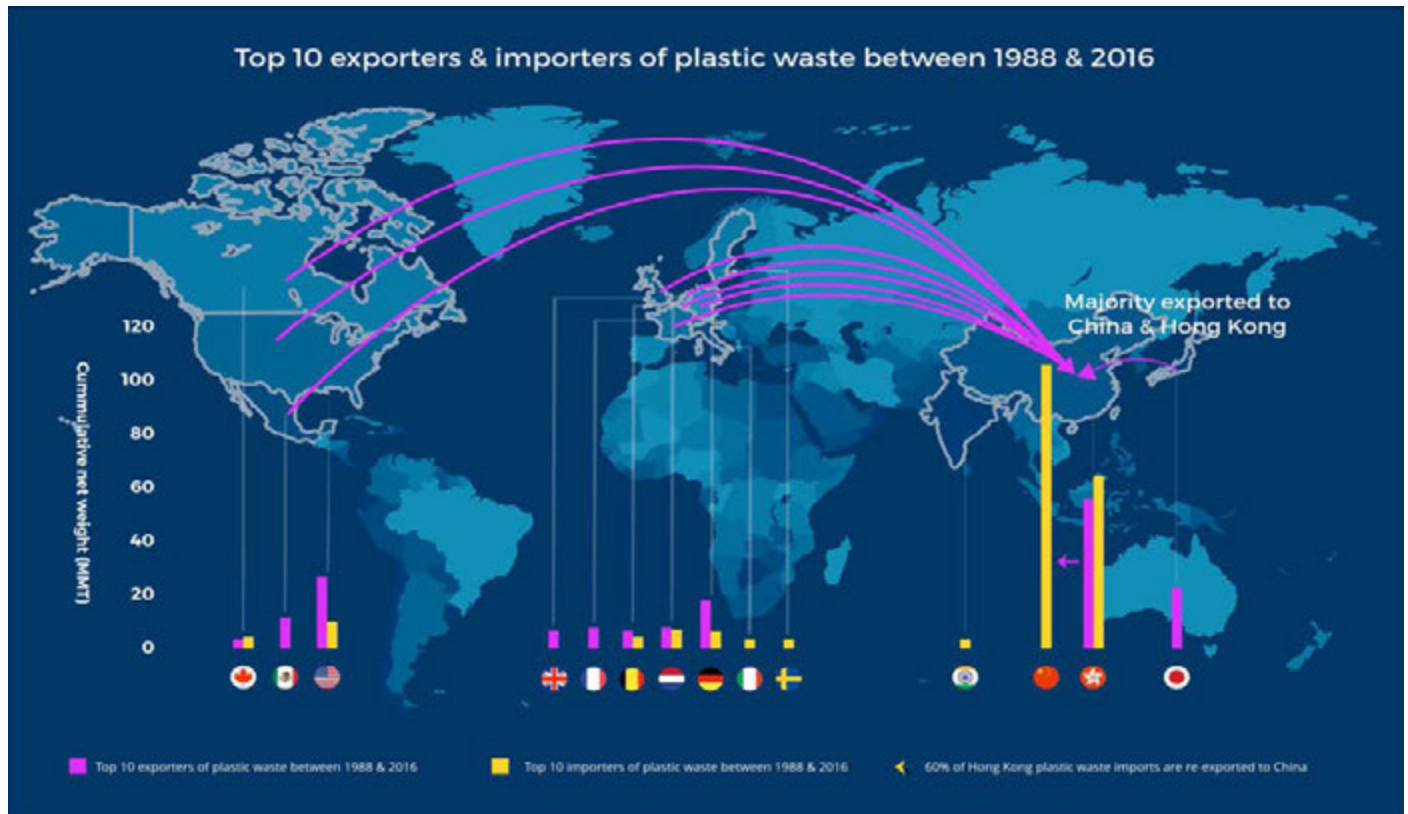 Top 10 exporters & importers of plastic waste between 1988 & 2016
Majority exported to
China & Hong Kong
Cummulative net weight (MMT)
120
100
80
60
40
20
0
Top 10 exporters of plastic waste between 1988 & 2016
Top 10 importers of plastic waste between 1988 & 2016
60% of Hong Kong plastic waste imports are re-exported to China